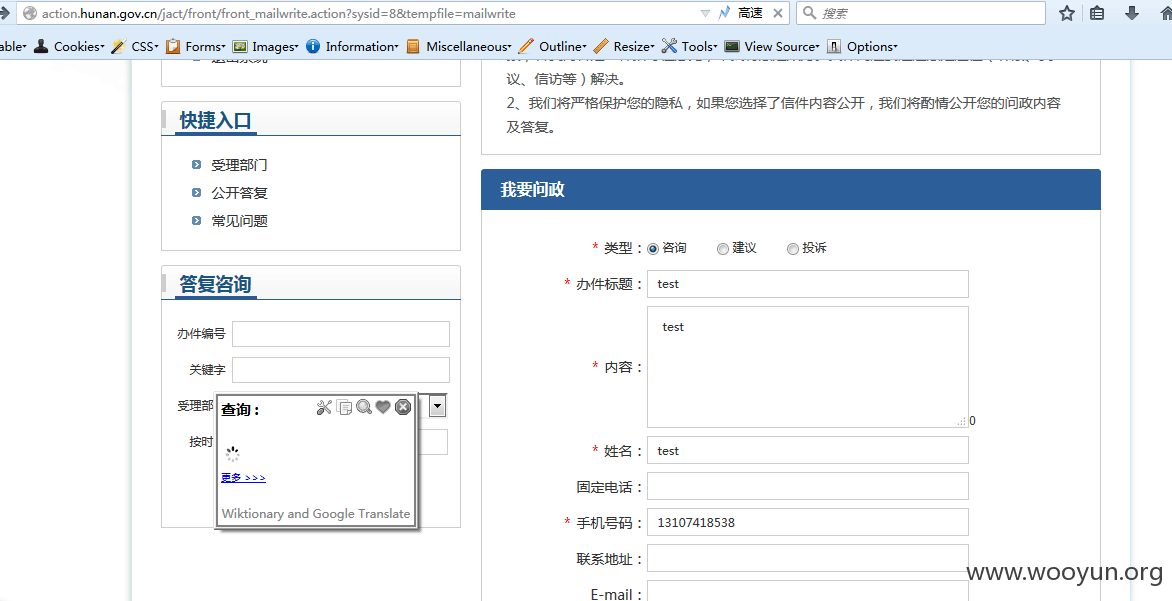 action.hunan.gov.cn/jact/front/front_mailwrite.action?sysid=8&tempfile=mailwrite
高速
搜索
able▾ Cookies▾ CSS▾ Forms▾ Images▾ Information▾ Miscellaneous▾ Outline▾ Resize▾ Tools▾ View Source▾ Options▾
退出系统
快捷入口
受理部门
公开答复
常见问题
答复咨询
办件编号
关键字
受理部
按时
查询：
更多 >>>
Wiktionary and Google Translate
议、信访等）解决。
2、我们将严格保护您的隐私，如果您选择了信件内容公开，我们将酌情公开您的问政内容
及答复。
我要问政
* 类型： 咨询 建议 投诉
* 办件标题： test
* 内容： test
0
* 姓名： test
固定电话：
* 手机号码： 13107418538
联系地址：
E-mail：
www.wooyun.org